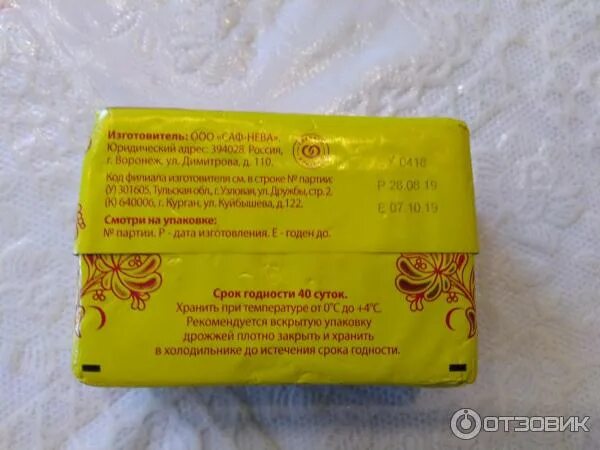 Изготовитель: ООО «САФ-НЕВА».
Юридический адрес: 394028. Россия,
г. Воронеж, ул. Димитрова, д. 110.
Код филиала изготовителя см. в строке № партии:
(У) 301605, Тульская обл., г. Узловая, ул. Дружбы, стр. 2.
(К) 640006, г. Курган, ул. Куйбышева, д.122.
Смотри на упаковке:
№ партии. Р - дата изготовления. Е - годен до.
У 0418
Р 28.08.19
Е 07.10.19
Срок годности 40 суток.
Хранить при температуре от 0°С до +4°С.
Рекомендуется вскрытую упаковку
дрожжей плотно закрыть и хранить
в холодильнике до истечения срока годности.
ОТЗОВИК